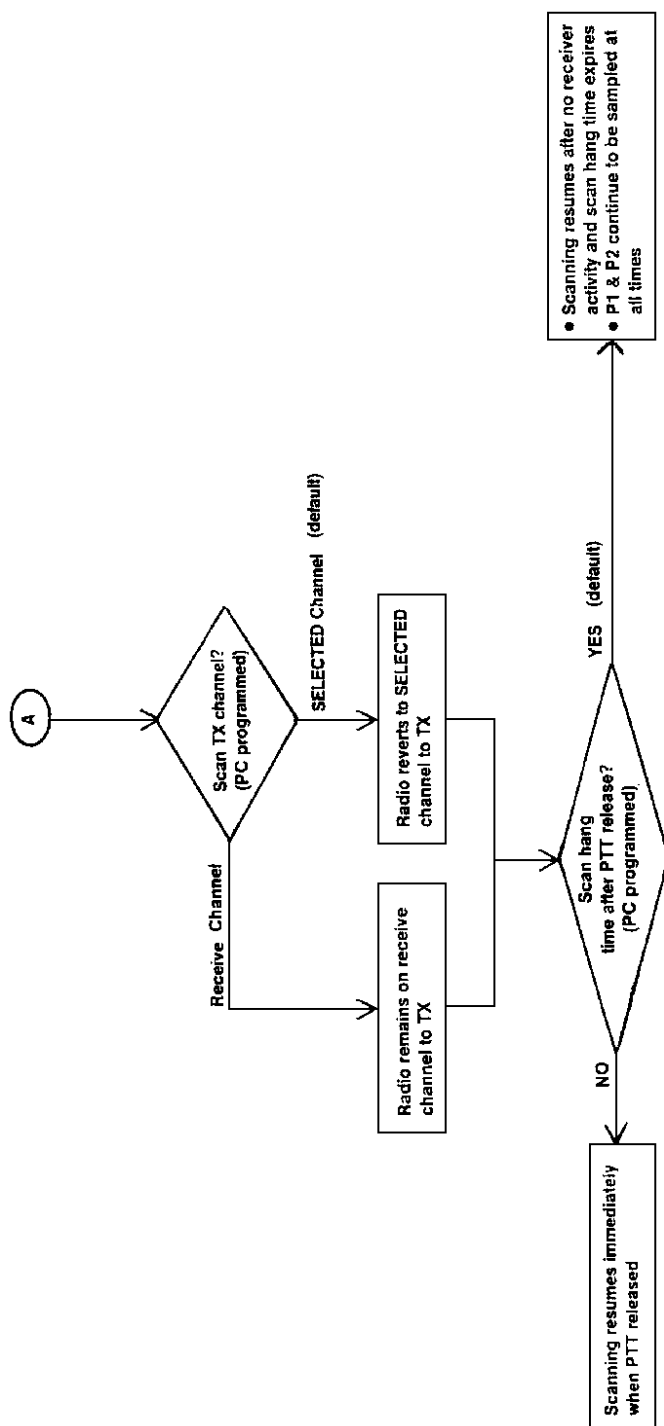 A
Scan TX channel?
(PC programmed)
Receive Channel
SELECTED Channel (default)
Radio remains on receive
channel to TX
Radio reverts to SELECTED
channel to TX
Scan hang
time after PTT release?
(PC programmed)
NO
YES (default)
Scanning resumes immediately
when PTT released
● Scanning resumes after no receiver
activity and scan hang time expires
● P1 & P2 continue to be sampled at
all times